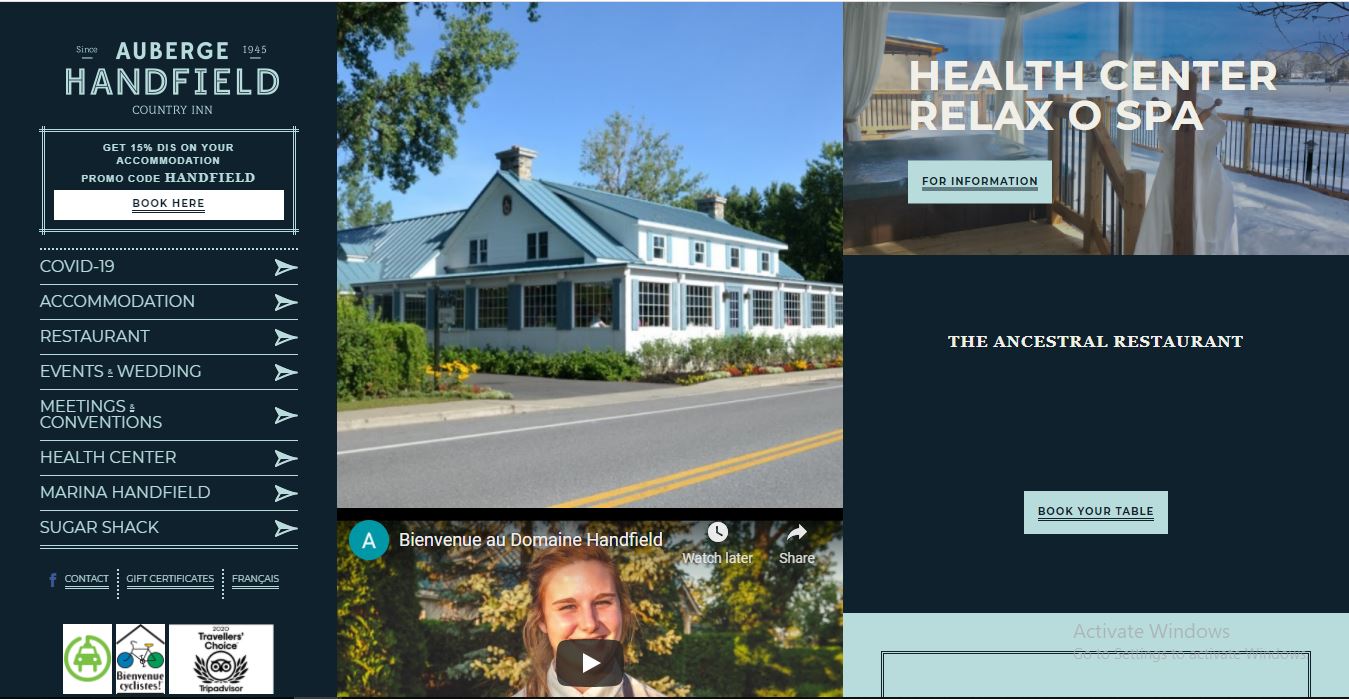 Since AUBERGE 1945
HANDFIELD
COUNTRY INN
GET 15% DIS ON YOUR
ACCOMMODATION
PROMO CODE HANDFIELD
BOOK HERE
COVID-19
ACCOMMODATION
RESTAURANT
EVENTS & WEDDING
MEETINGS &
CONVENTIONS
HEALTH CENTER
MARINA HANDFIELD
SUGAR SHACK
f CONTACT
GIFT CERTIFICATES
FRANÇAIS
Bienvenue
cyclistes!
2020
Travellers'
Choice
Tripadvisor
A Bienvenue au Domaine Handfield
Watch later
Share
HEALTH CENTER
RELAX O SPA
FOR INFORMATION
THE ANCESTRAL RESTAURANT
BOOK YOUR TABLE
Activate Windows
Go to Settings to activate Windows.